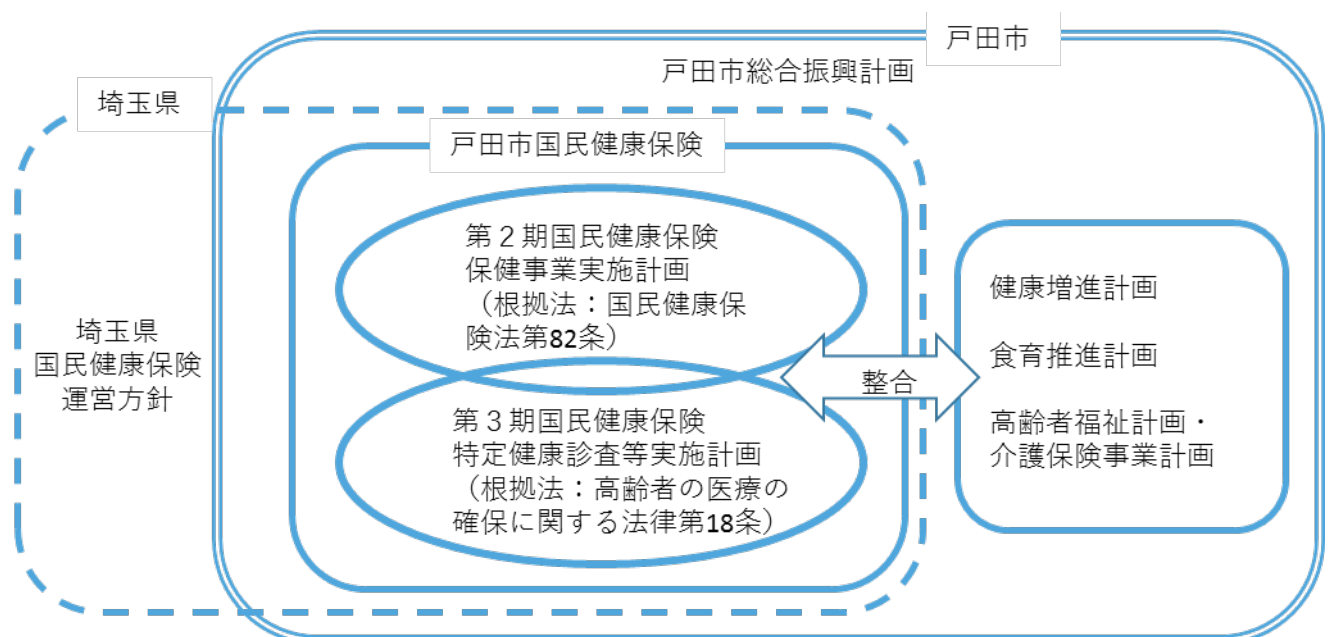 戸田市
戸田市総合振興計画
埼玉県
戸田市国民健康保険
第２期国民健康保険
保健事業実施計画
（根拠法：国民健康保
険法第82条）
埼玉県
国民健康保険
運営方針
整合
第３期国民健康保険
特定健康診査等実施計画
（根拠法：高齢者の医療の
確保に関する法律第18条）
健康増進計画
食育推進計画
高齢者福祉計画・
介護保険事業計画